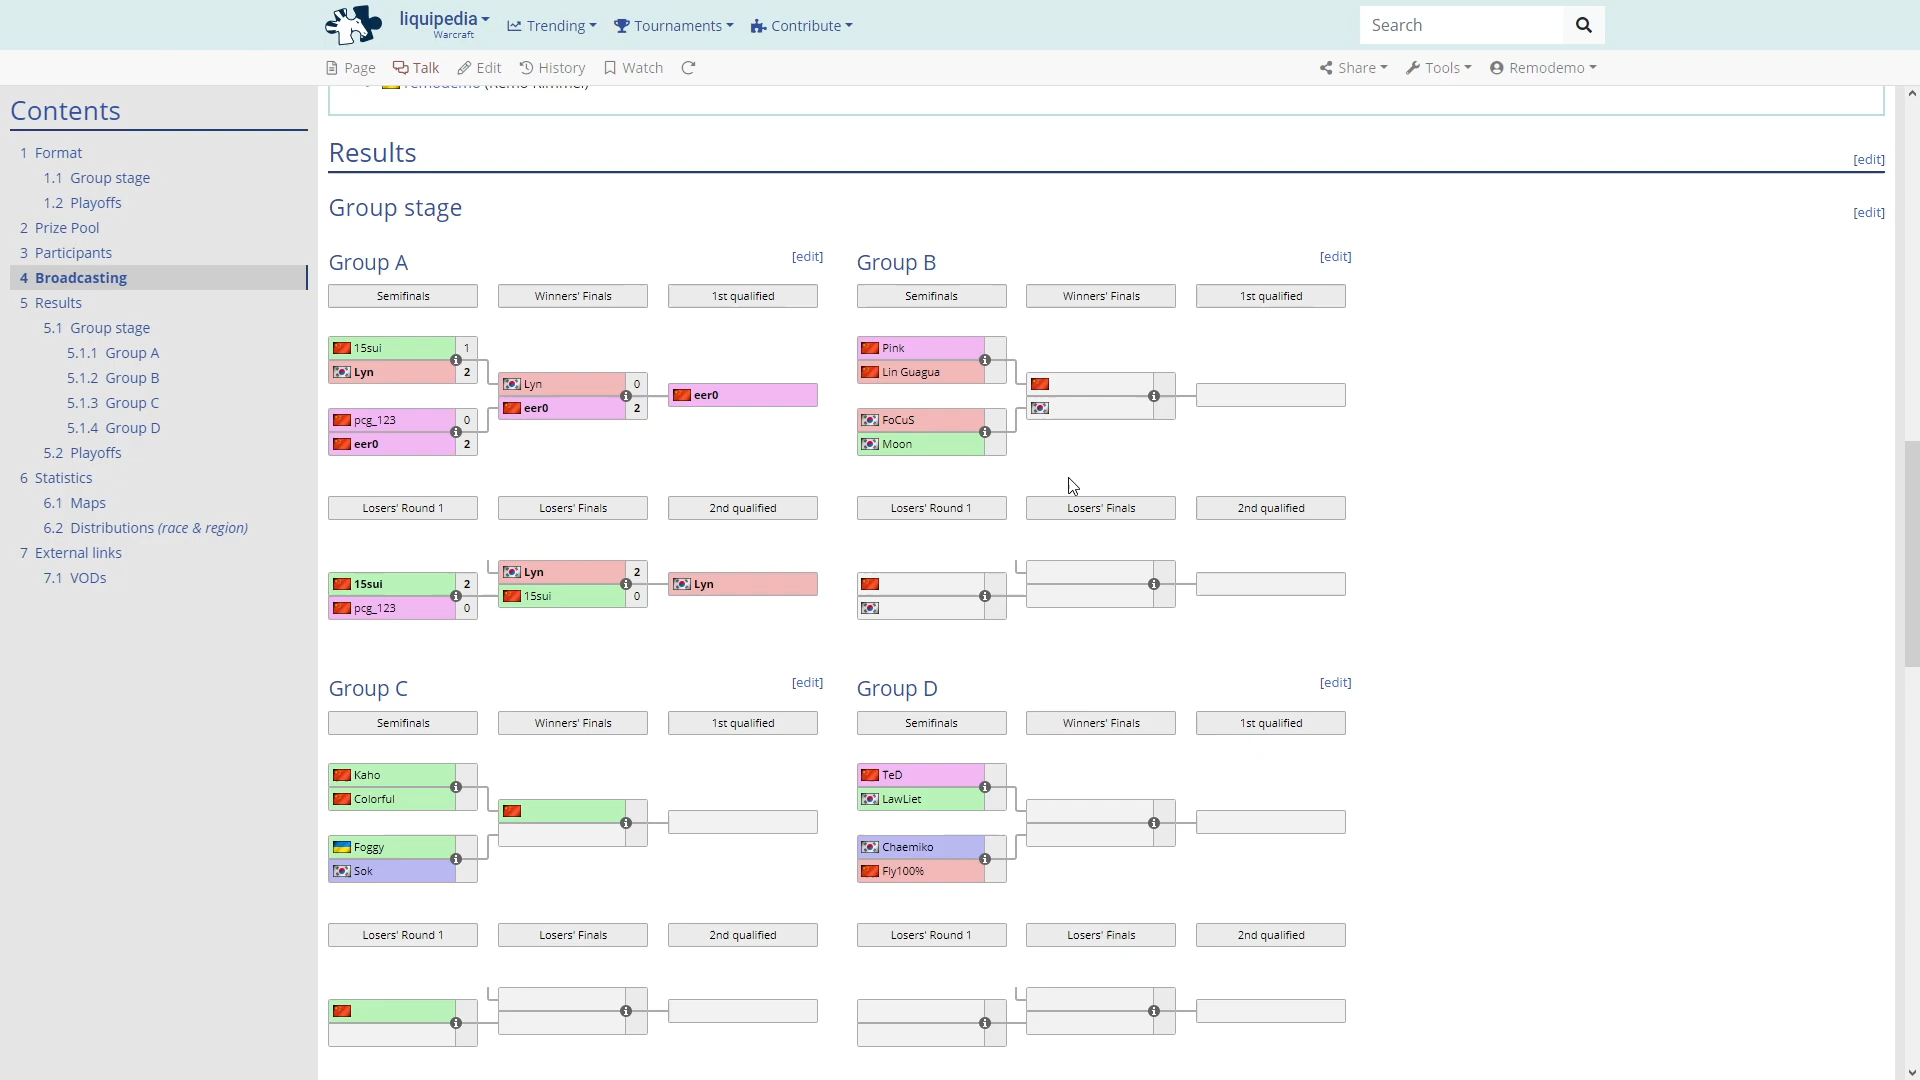 liquipedia
Warcraft
Trending
Tournaments
Contribute
Search
Page
Talk
Edit
History
Watch
Share
Tools
Remodemo
Contents
1 Format
1.1 Group stage
1.2 Playoffs
2 Prize Pool
3 Participants
4 Broadcasting
5 Results
5.1 Group stage
5.1.1 Group A
5.1.2 Group B
5.1.3 Group C
5.1.4 Group D
5.2 Playoffs
6 Statistics
6.1 Maps
6.2 Distributions (race & region)
7 External links
7.1 VODs
Results
[edit]
Group stage
[edit]
Group A
[edit]
Semifinals
Winners' Finals
1st qualified
15sui 1
Lyn 2
pcg_123 0
eer0 2
Lyn 0
eer0 2
eer0
Losers' Round 1
Losers' Finals
2nd qualified
15sui 2
pcg_123 0
Lyn 2
15sui 0
Lyn
Group B
[edit]
Semifinals
Winners' Finals
1st qualified
Pink
Lin Guagua
FoCuS
Moon
Losers' Round 1
Losers' Finals
2nd qualified
Group C
[edit]
Semifinals
Winners' Finals
1st qualified
Kaho
Colorful
Foggy
Sok
Losers' Round 1
Losers' Finals
2nd qualified
Group D
[edit]
Semifinals
Winners' Finals
1st qualified
TeD
LawLiet
Chaemiko
Fly100%
Losers' Round 1
Losers' Finals
2nd qualified